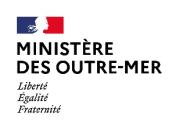 MINISTÈRE
DES OUTRE-MER
Liberté
Égalité
Fraternité